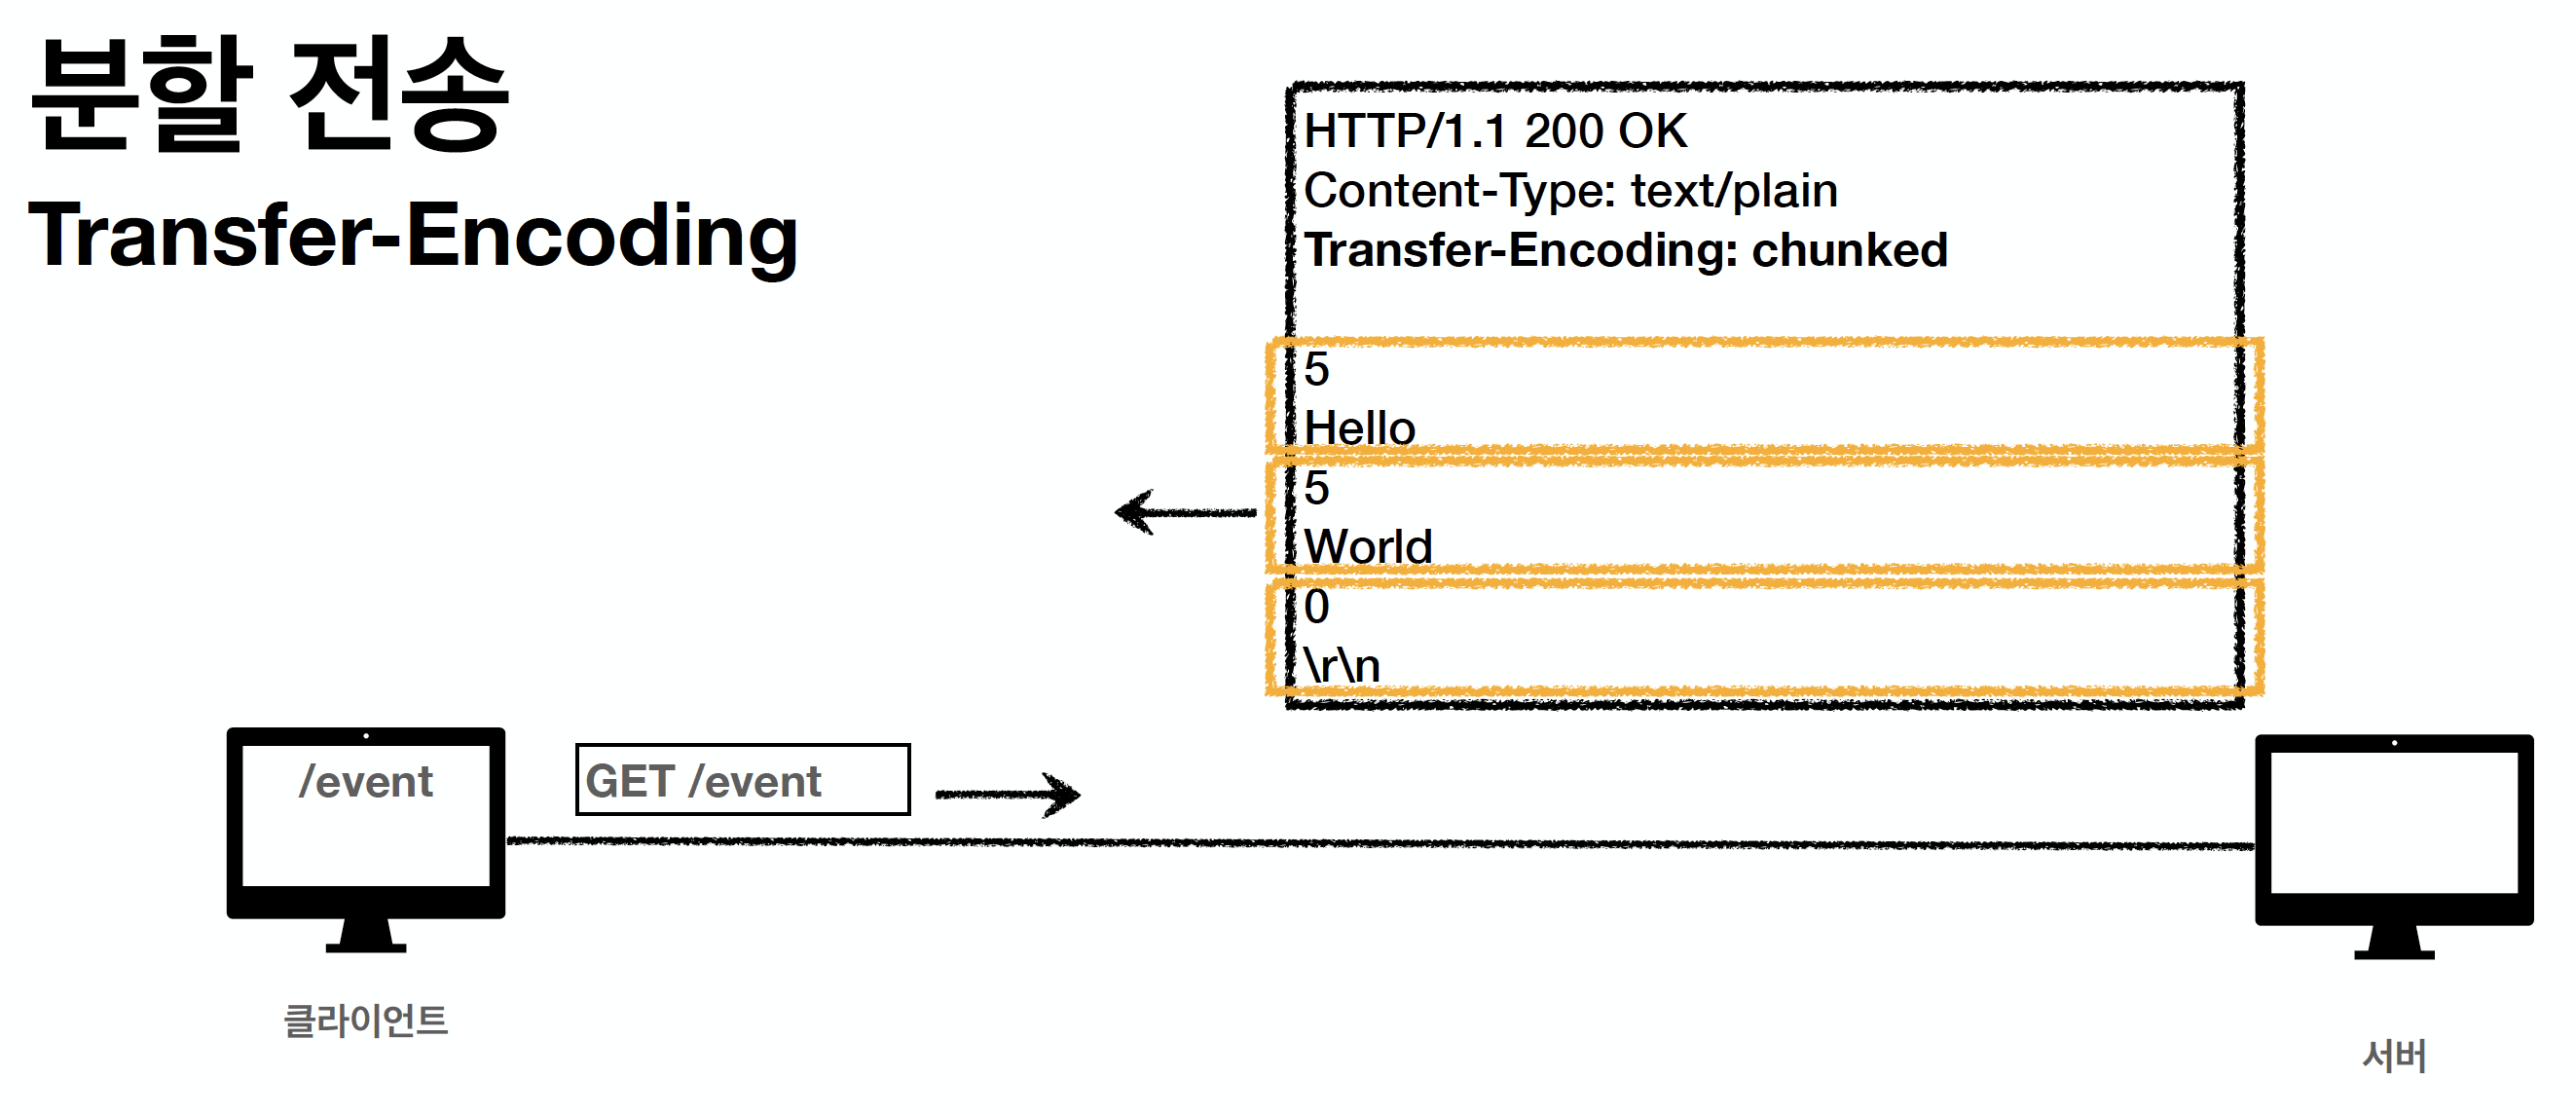 분할 전송
Transfer-Encoding
HTTP/1.1 200 OK
Content-Type: text/plain
Transfer-Encoding: chunked
5
Hello
5
World
0
\r\n
/event
GET /event
클라이언트
서버